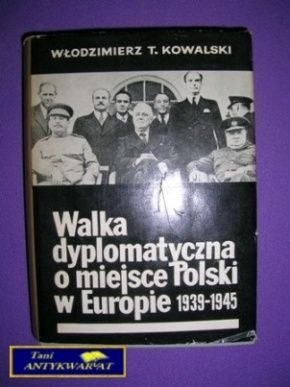 WŁODZIMIERZ T. KOWALSKI
Walka
dyplomatyczna
o miejsce Polski
w Europie 1939-1945
Tani
ANTYKWARIAT